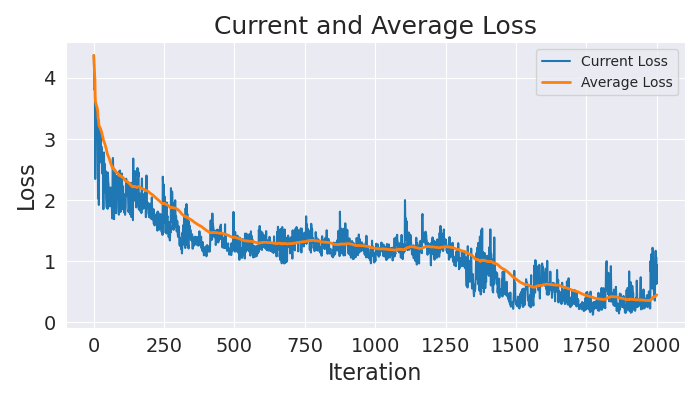 Current and Average Loss
Current Loss
Average Loss
4
3
2
1
0
Loss
0 250 500 750 1000 1250 1500 1750 2000
Iteration